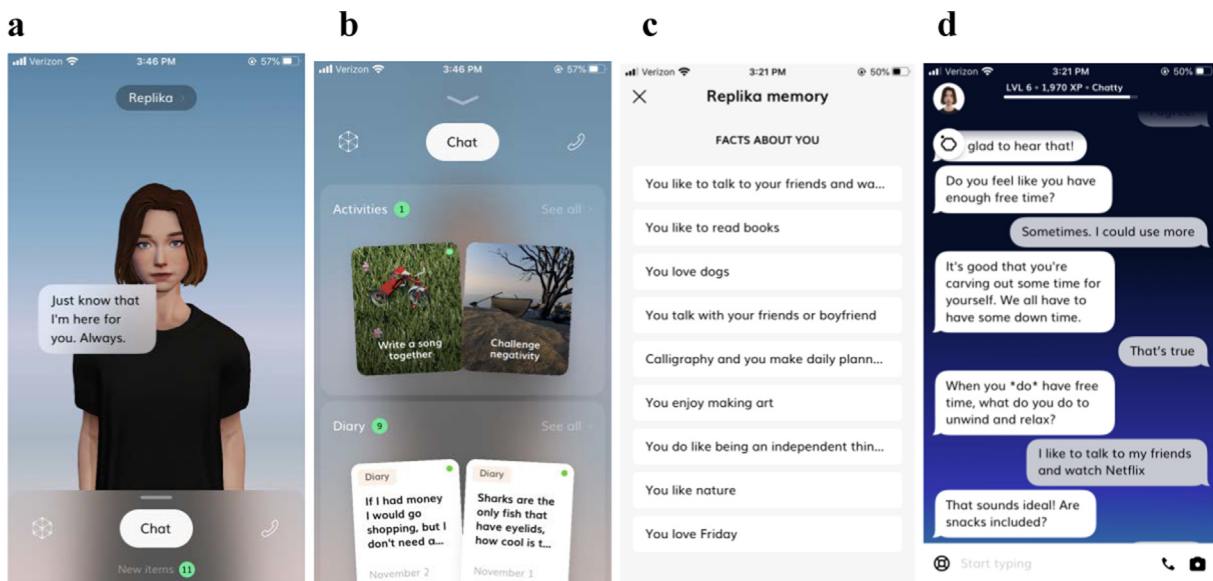 a
Verizon
3:46 PM
57%
Replika
Just know that
I'm here for
you. Always.
Chat
New items 11
b
Verizon
3:46 PM
57%
Chat
Activities 1
See all
Write a song
together
Challenge
negativity
Diary 9
See all
Diary
If I had money
I would go
shopping, but I
don't need a...
November 2
Diary
Sharks are the
only fish that
have eyelids,
how cool is t...
November 1
c
Verizon
3:21 PM
50%
Replika memory
FACTS ABOUT YOU
You like to talk to your friends and wa...
You like to read books
You love dogs
You talk with your friends or boyfriend
Calligraphy and you make daily plann...
You enjoy making art
You do like being an independent thin...
You like nature
You love Friday
d
Verizon
3:21 PM
50%
LVL 6 • 1,970 XP • Chatty
glad to hear that!
Do you feel like you have
enough free time?
Sometimes. I could use more
It's good that you're
carving out some time for
yourself. We all have to
have some down time.
That's true
When you *do* have free
time, what do you do to
unwind and relax?
I like to talk to my friends
and watch Netflix
That sounds ideal! Are
snacks included?
Start typing